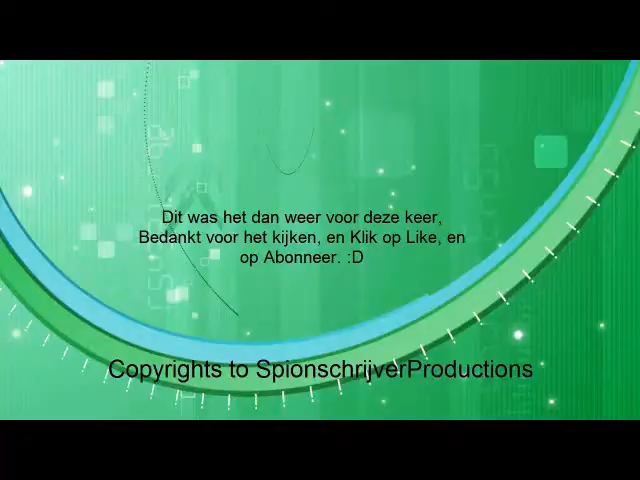 Dit was het dan weer voor deze keer,
Bedankt voor het kijken, en Klik op Like, en
op Abonneer. :D
Copyrights to SpionschrijverProductions